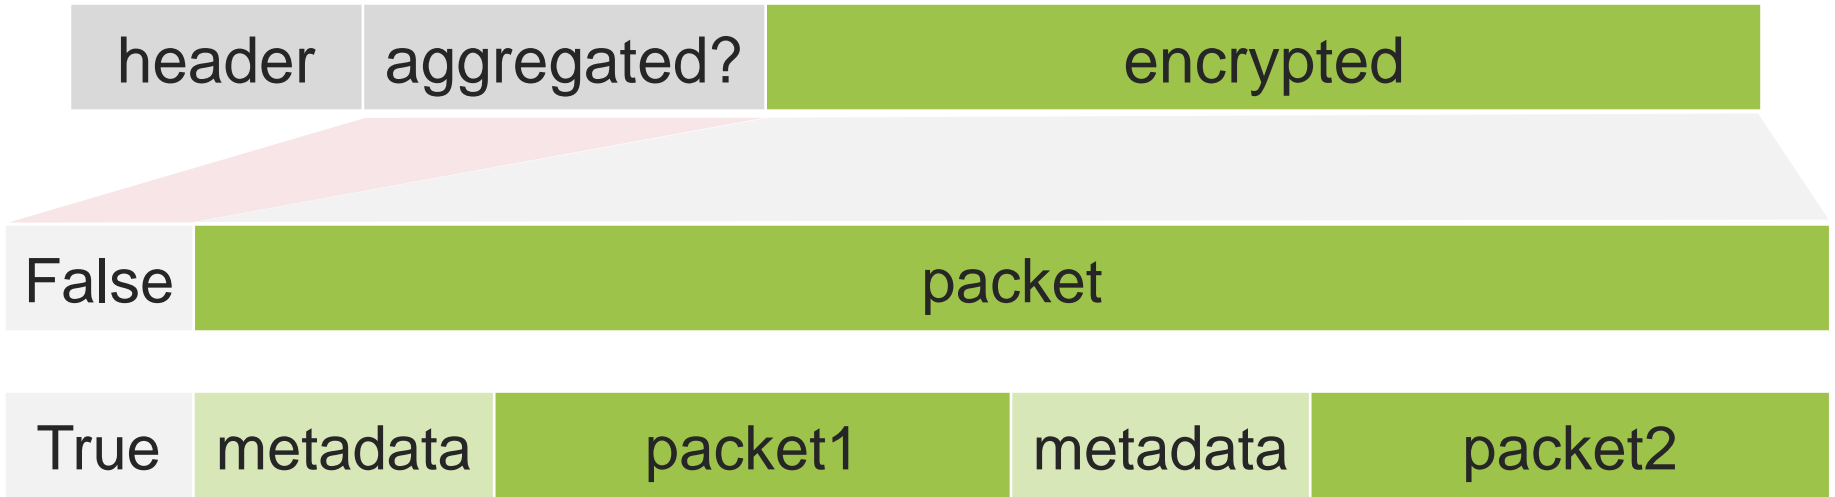 header aggregated? encrypted
False packet
True metadata packet1 metadata packet2